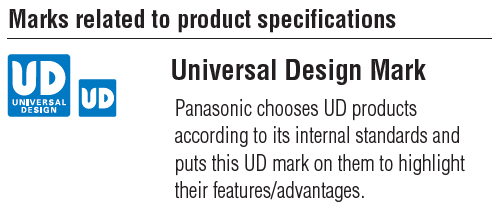 Marks related to product specifications
UD
UNIVERSAL
DESIGN
UD
Universal Design Mark
Panasonic chooses UD products
according to its internal standards and
puts this UD mark on them to highlight
their features/advantages.